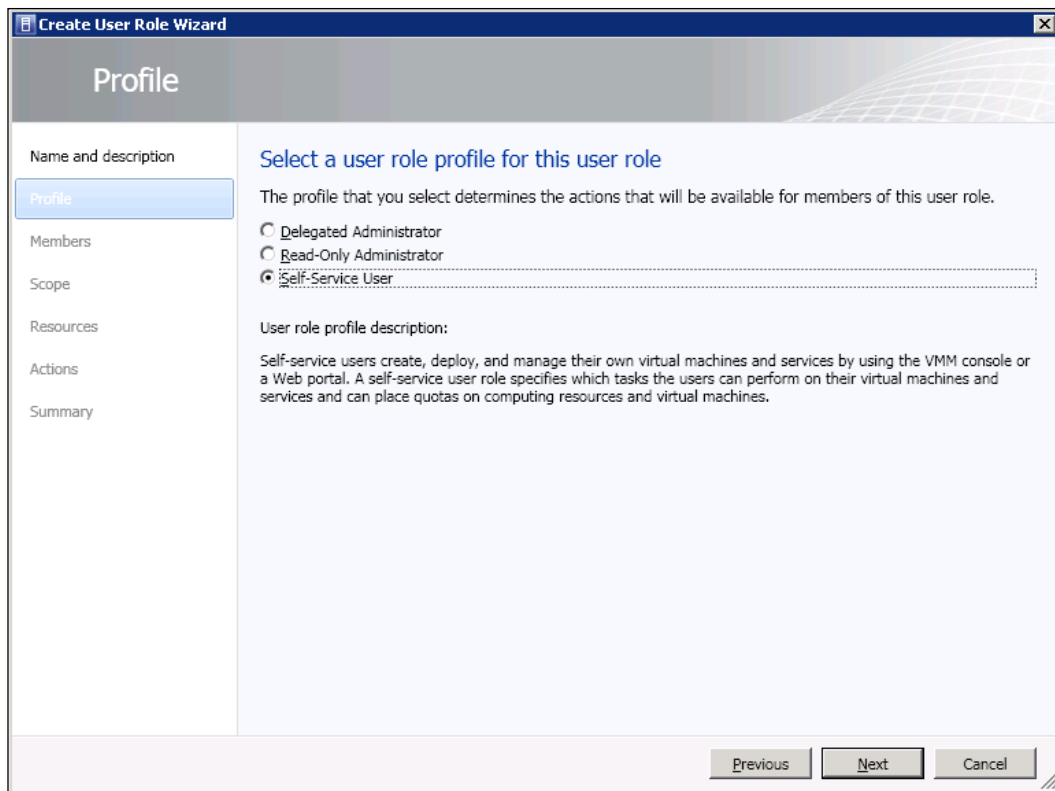 Create User Role Wizard
Profile
Name and description
Profile
Members
Scope
Resources
Actions
Summary
Select a user role profile for this user role
The profile that you select determines the actions that will be available for members of this user role.
Delegated Administrator
Read-Only Administrator
Self-Service User
User role profile description:
Self-service users create, deploy, and manage their own virtual machines and services by using the VMM console or
a Web portal. A self-service user role specifies which tasks the users can perform on their virtual machines and
services and can place quotas on computing resources and virtual machines.
Previous
Next
Cancel